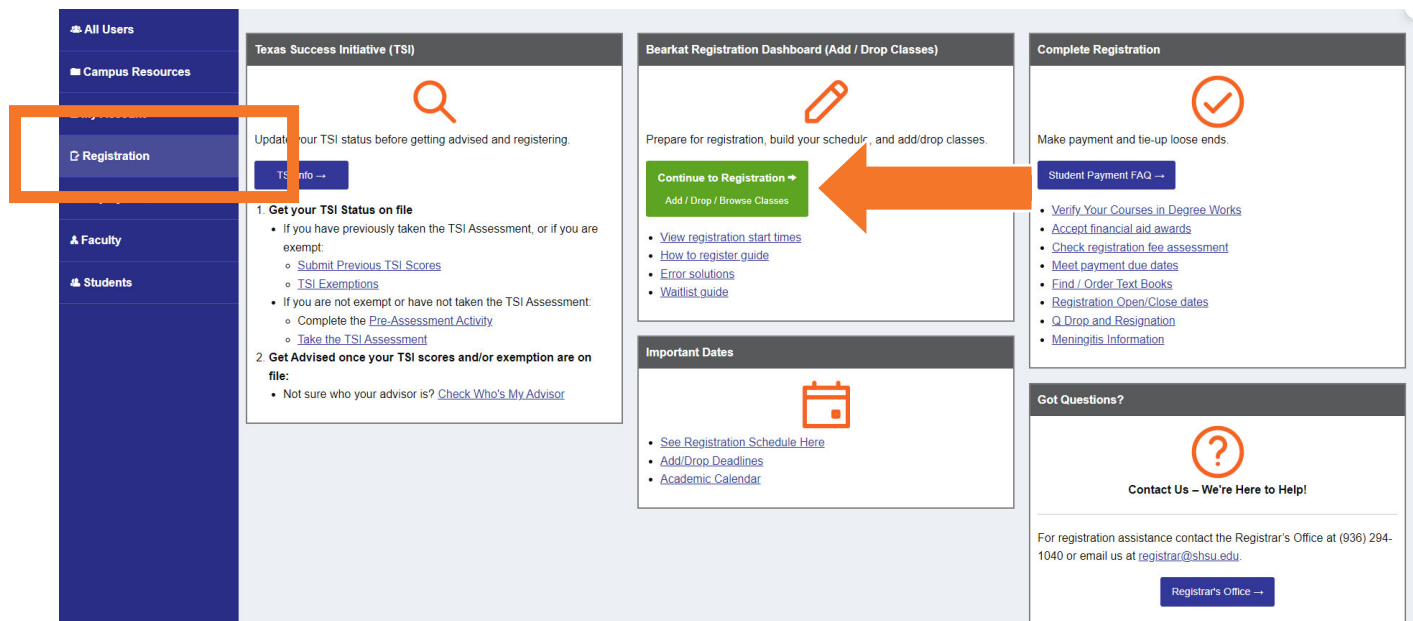 All Users
Campus Resources
Registration
Faculty
Students
Texas Success Initiative (TSI)
Update your TSI status before getting advised and registering.
TSI Info →
1. Get your TSI Status on file
• If you have previously taken the TSI Assessment, or if you are
exempt:
Submit Previous TSI Scores
TSI Exemptions
• If you are not exempt or have not taken the TSI Assessment:
Complete the Pre-Assessment Activity
Take the TSI Assessment
2. Get Advised once your TSI scores and/or exemption are on
file:
• Not sure who your advisor is? Check Who's My Advisor
Bearkat Registration Dashboard (Add / Drop Classes)
Prepare for registration, build your schedule, and add/drop classes.
Continue to Registration →
Add / Drop / Browse Classes
• View registration start times
• How to register guide
• Error solutions
• Waitlist guide
Important Dates
• See Registration Schedule Here
• Add/Drop Deadlines
• Academic Calendar
Complete Registration
Make payment and tie-up loose ends.
Student Payment FAQ →
• Verify Your Courses in Degree Works
• Accept financial aid awards
• Check registration fee assessment
• Meet payment due dates
• Find / Order Text Books
• Registration Open/Close dates
• Q Drop and Resignation
• Meningitis Information
Got Questions?
Contact Us – We're Here to Help!
For registration assistance contact the Registrar's Office at (936) 294-
1040 or email us at registrar@shsu.edu.
Registrar's Office →